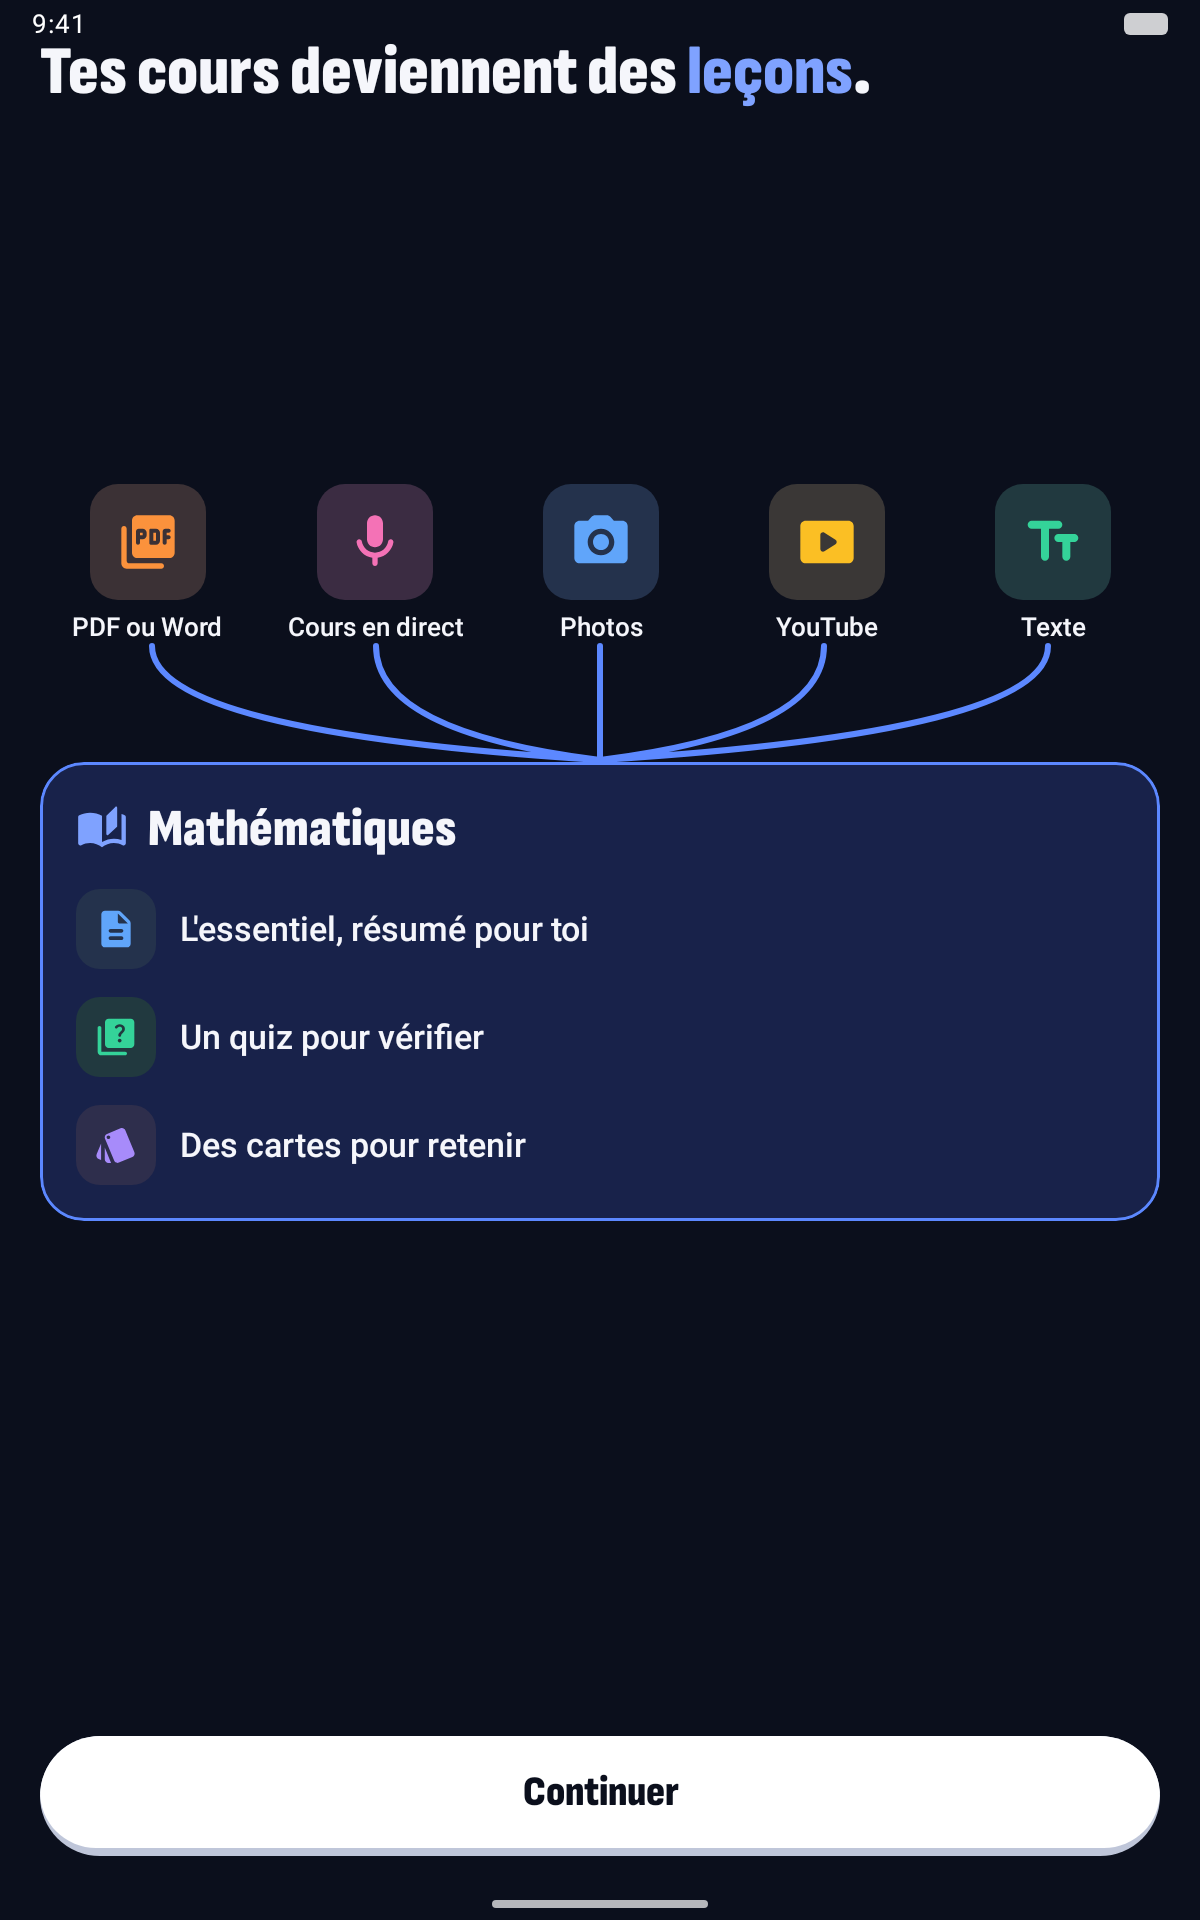 9:41
Tes cours deviennent des leçons.
PDF
Tт
PDF ou Word
Cours en direct
Photos
YouTube
Texte
Mathématiques
L'essentiel, résumé pour toi
?
Un quiz pour vérifier
Des cartes pour retenir
Continuer